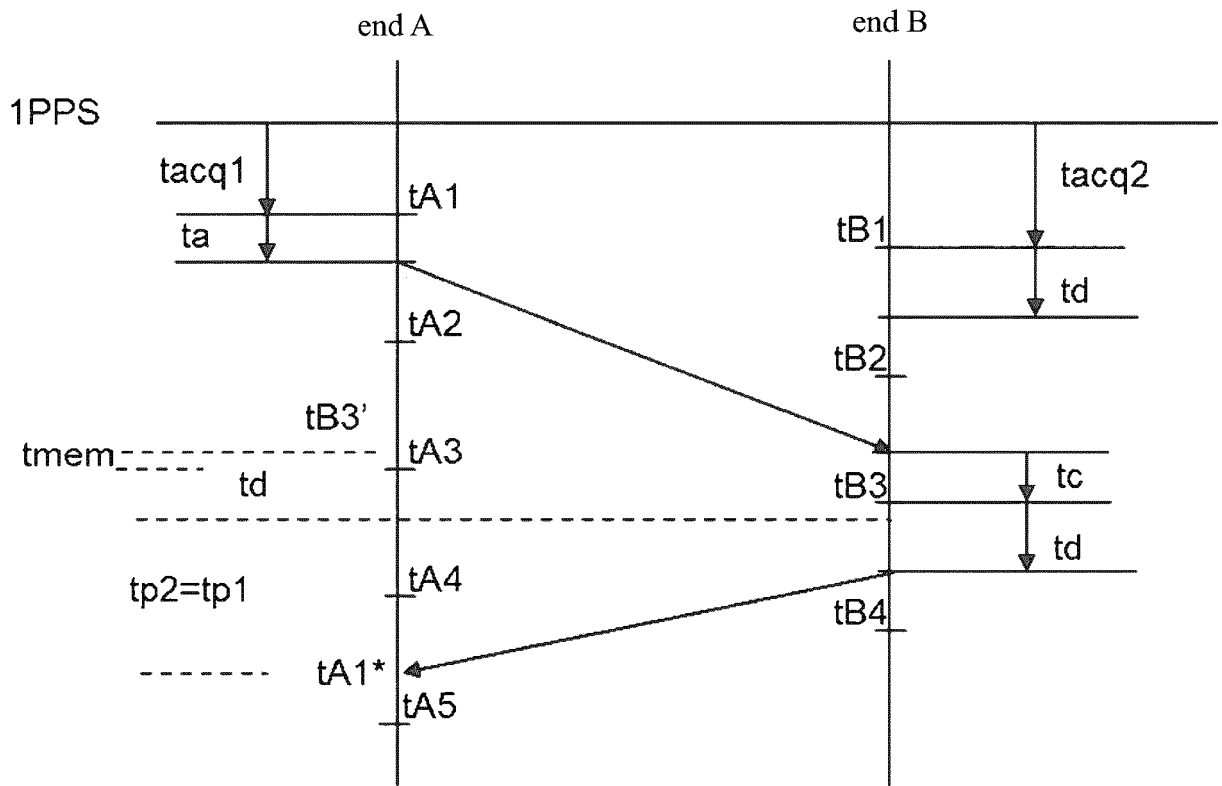 end A
end B
1PPS
tacq1
tacq2
tA1
tB1
ta
td
tA2
tB2
tB3’
tA3
tmem
td
tB3
tc
td
tp2=tp1
tA4
tB4
tA1*
tA5